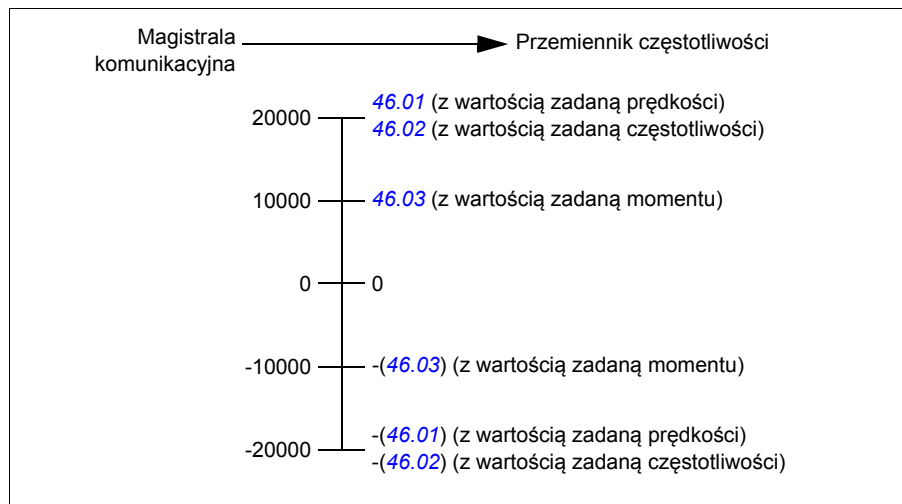 Magistrala
komunikacyjna
Przemiennik częstotliwości
46.01 (z wartością zadaną prędkości)
20000
46.02 (z wartością zadaną częstotliwości)
10000 46.03 (z wartością zadaną momentu)
0 0
-10000 -(46.03) (z wartością zadaną momentu)
-(46.01) (z wartością zadaną prędkości)
-20000
-(46.02) (z wartością zadaną częstotliwości)